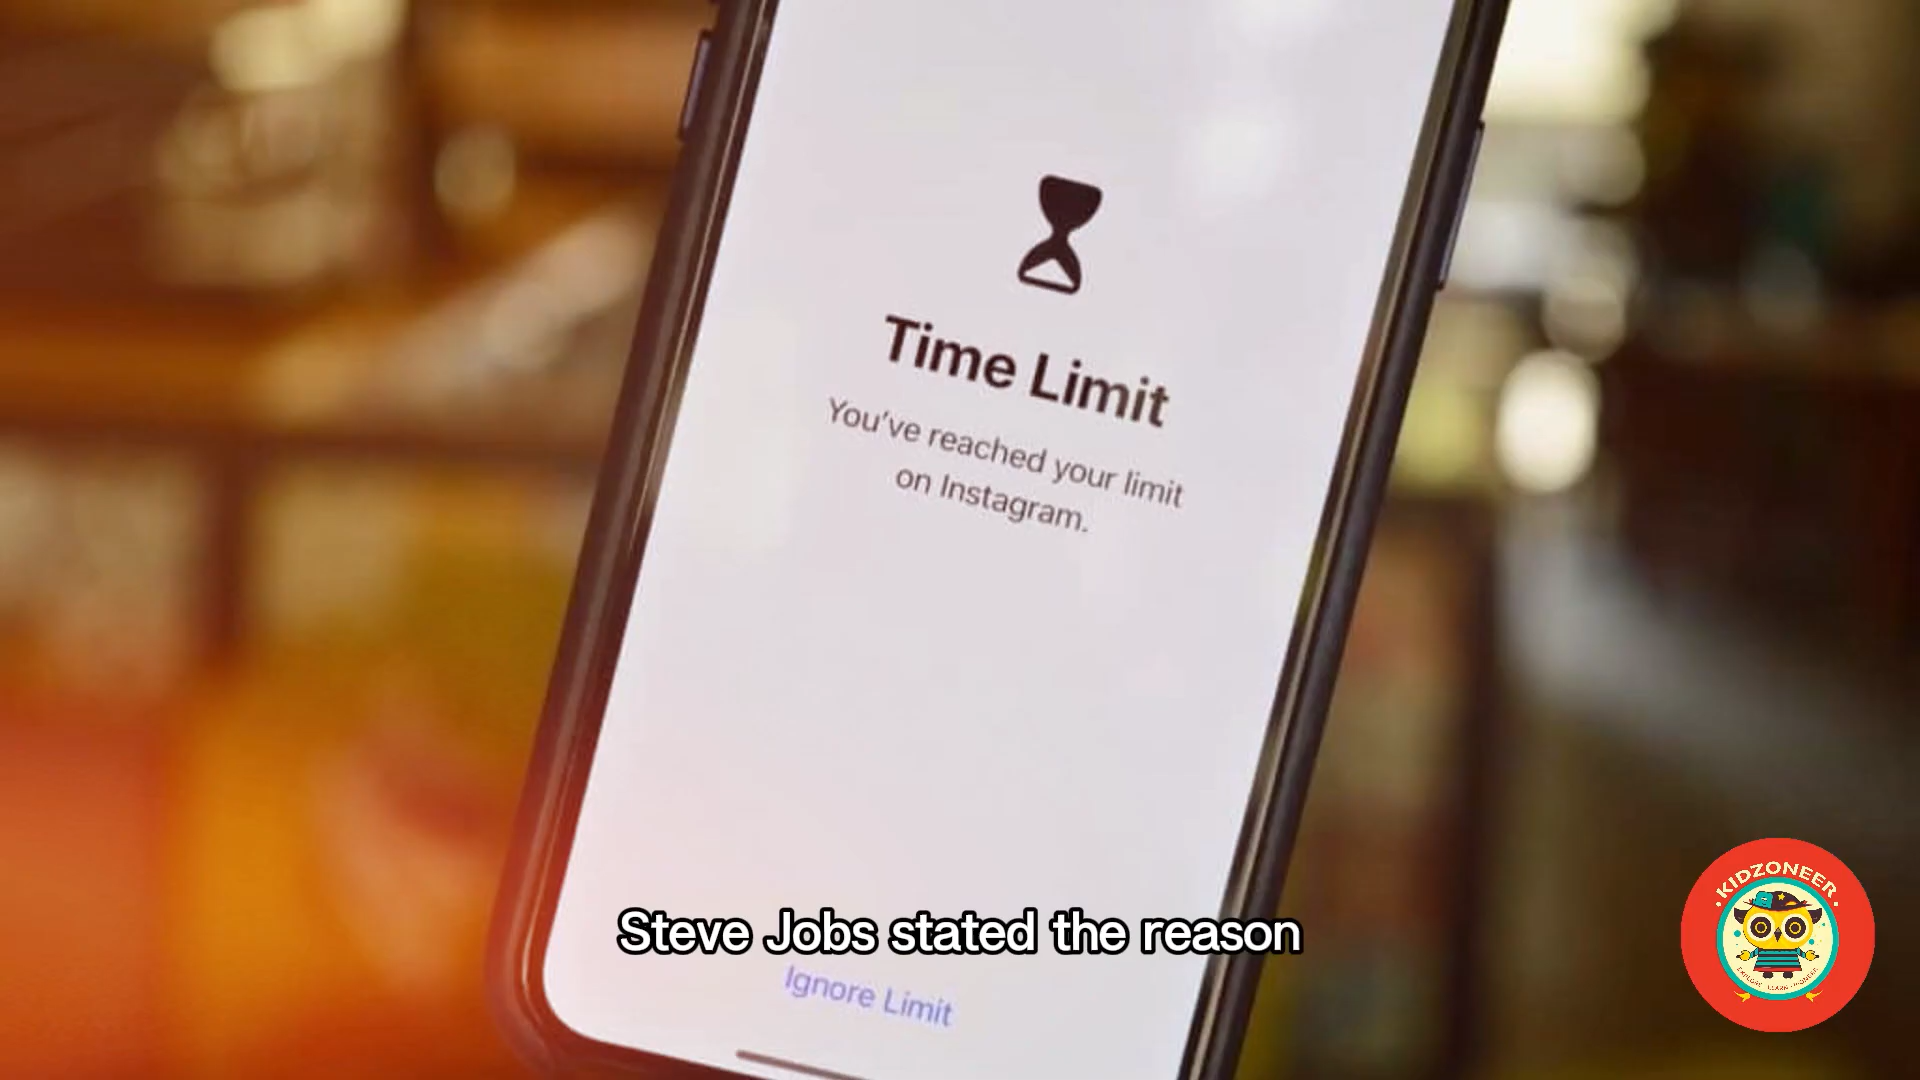 Time Limit
You've reached your limit
on Instagram.
Steve Jobs stated the reason
Ignore Limit
KIDZONEER